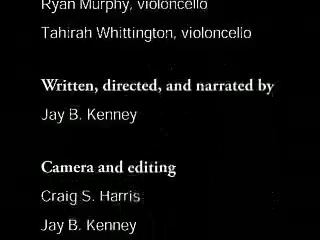 Ryan Murphy, violoncello
Tahirah Whittington, violoncello
Written, directed, and narrated by
Jay B. Kenney
Camera and editing
Craig S. Harris
Jay B. Kenney